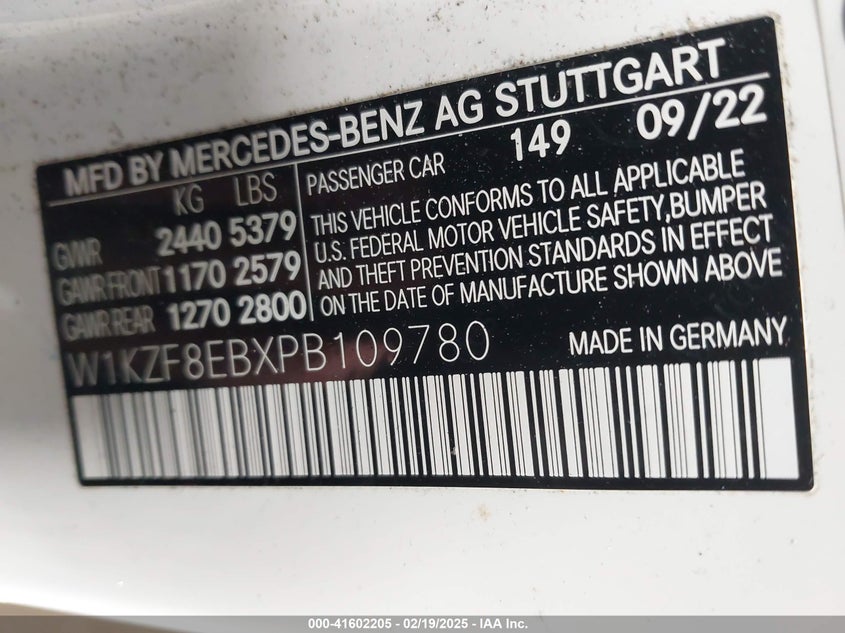 MFD BY MERCEDES-BENZ AG STUTTGART
KG LBS
GVWR 2440 5379
GAWR FRONT 1170 2579
GAWR REAR 1270 2800
PASSENGER CAR 149 09/22
THIS VEHICLE CONFORMS TO ALL APPLICABLE
U.S. FEDERAL MOTOR VEHICLE SAFETY, BUMPER
AND THEFT PREVENTION STANDARDS IN EFFECT
ON THE DATE OF MANUFACTURE SHOWN ABOVE
W1KZF8EBXPB109780 MADE IN GERMANY
000-41602205 - 02/19/2025 - IAA Inc.